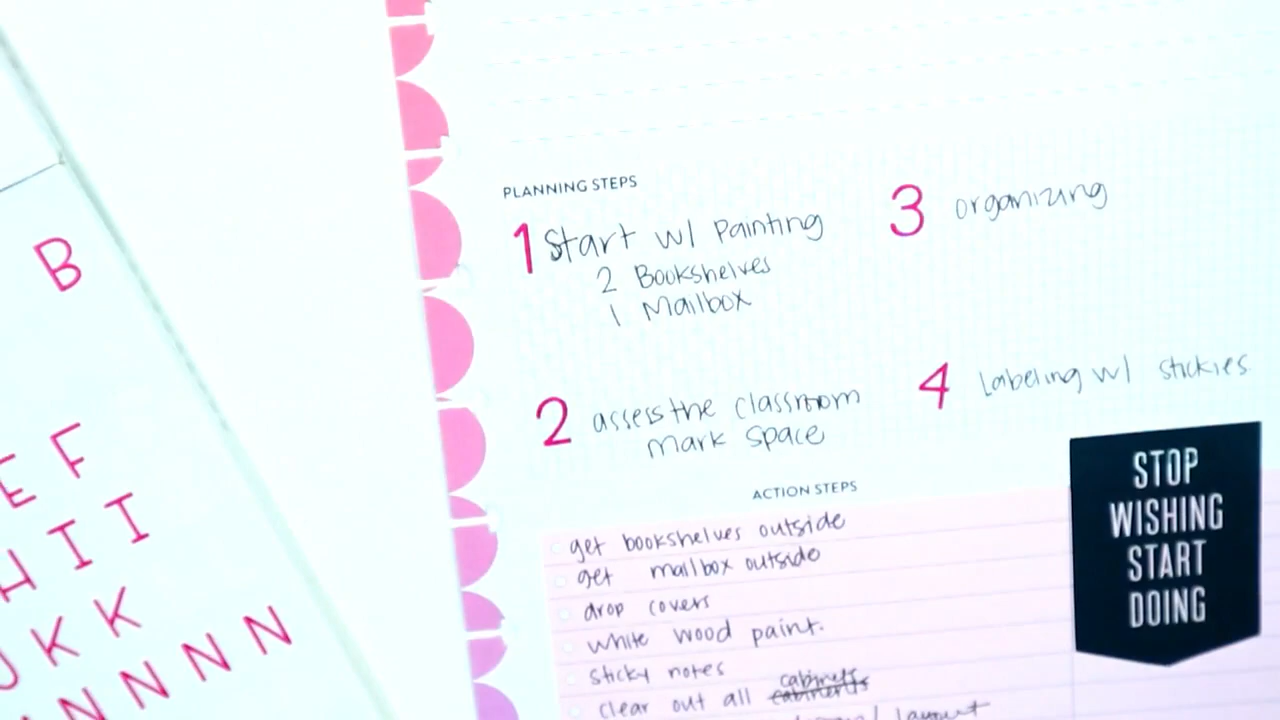 B
E F
H I I
J K K
N N N N
PLANNING STEPS
1 Start w/ Painting
2 Bookshelves
1 Mailbox
2 assess the classroom
mark space
3 organizing
4 Labeling w/ stickies
ACTION STEPS
get bookshelves outside
get mailbox outside
drop covers
white wood paint.
sticky notes
cabinets
clear out all
layout
STOP
WISHING
START
DOING